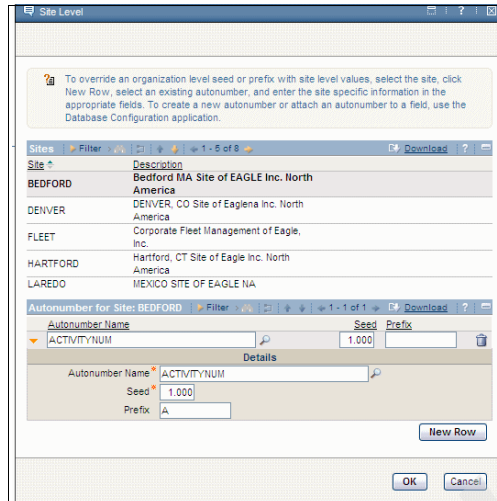 Site Level
?
To override an organization level seed or prefix with site level values, select the site, click
New Row, select an existing autonumber, and enter the site specific information in the
appropriate fields. To create a new autonumber or attach an autonumber to a field, use the
Database Configuration application.
Sites Filter 1 - 5 of 8 Download ?
Site Description
BEDFORD Bedford MA Site of EAGLE Inc. North
America
DENVER DENVER, CO Site of Eaglena Inc. North
America
FLEET Corporate Fleet Management of Eagle,
Inc.
HARTFORD Hartford, CT Site of Eagle Inc. North
America
LAREDO MEXICO SITE OF EAGLE NA
Autonumber for Site: BEDFORD Filter 1 - 1 of 1 Download ?
Autonumber Name Seed Prefix
ACTIVITYNUM 1.000
Details
Autonumber Name* ACTIVITYNUM
Seed* 1.000
Prefix A
New Row
OK Cancel